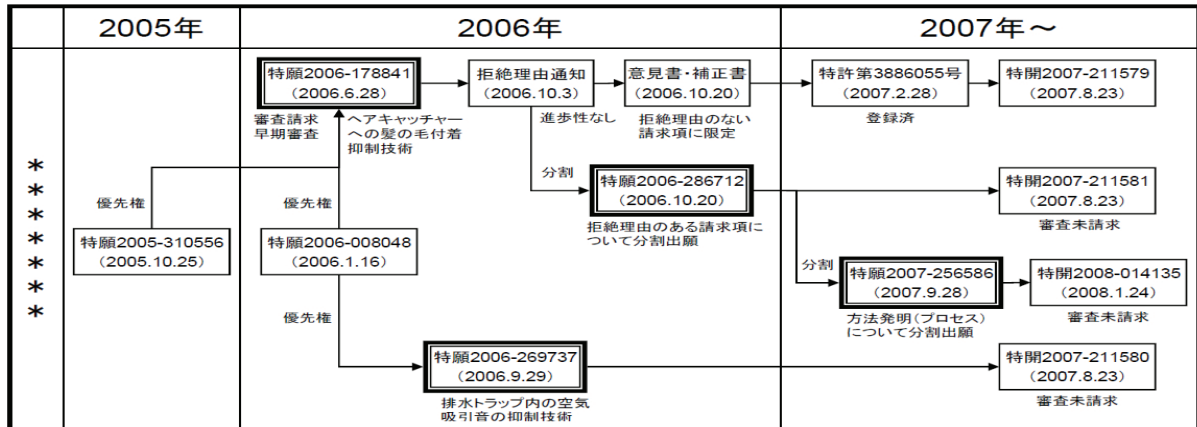 2005年
2006年
2007年～
特願2006-178841
(2006.6.28)
拒絶理由通知
(2006.10.3)
意見書・補正書
(2006.10.20)
特許第3886055号
(2007.2.28)
特開2007-211579
(2007.8.23)
審査請求
早期審査
ヘアキャッチャー
への髪の毛付着
抑制技術
進歩性なし
拒絶理由のない
請求項に限定
登録済
分割
特願2006-286712
(2006.10.20)
特開2007-211581
(2007.8.23)
拒絶理由のある請求項に
ついて分割出願
審査未請求
＊
＊
＊
＊
＊
＊
＊
優先権
優先権
特願2005-310556
(2005.10.25)
特願2006-008048
(2006.1.16)
分割
特願2007-256586
(2007.9.28)
特開2008-014135
(2008.1.24)
方法発明(プロセス)
について分割出願
審査未請求
優先権
特願2006-269737
(2006.9.29)
特開2007-211580
(2007.8.23)
排水トラップ内の空気
吸引音の抑制技術
審査未請求